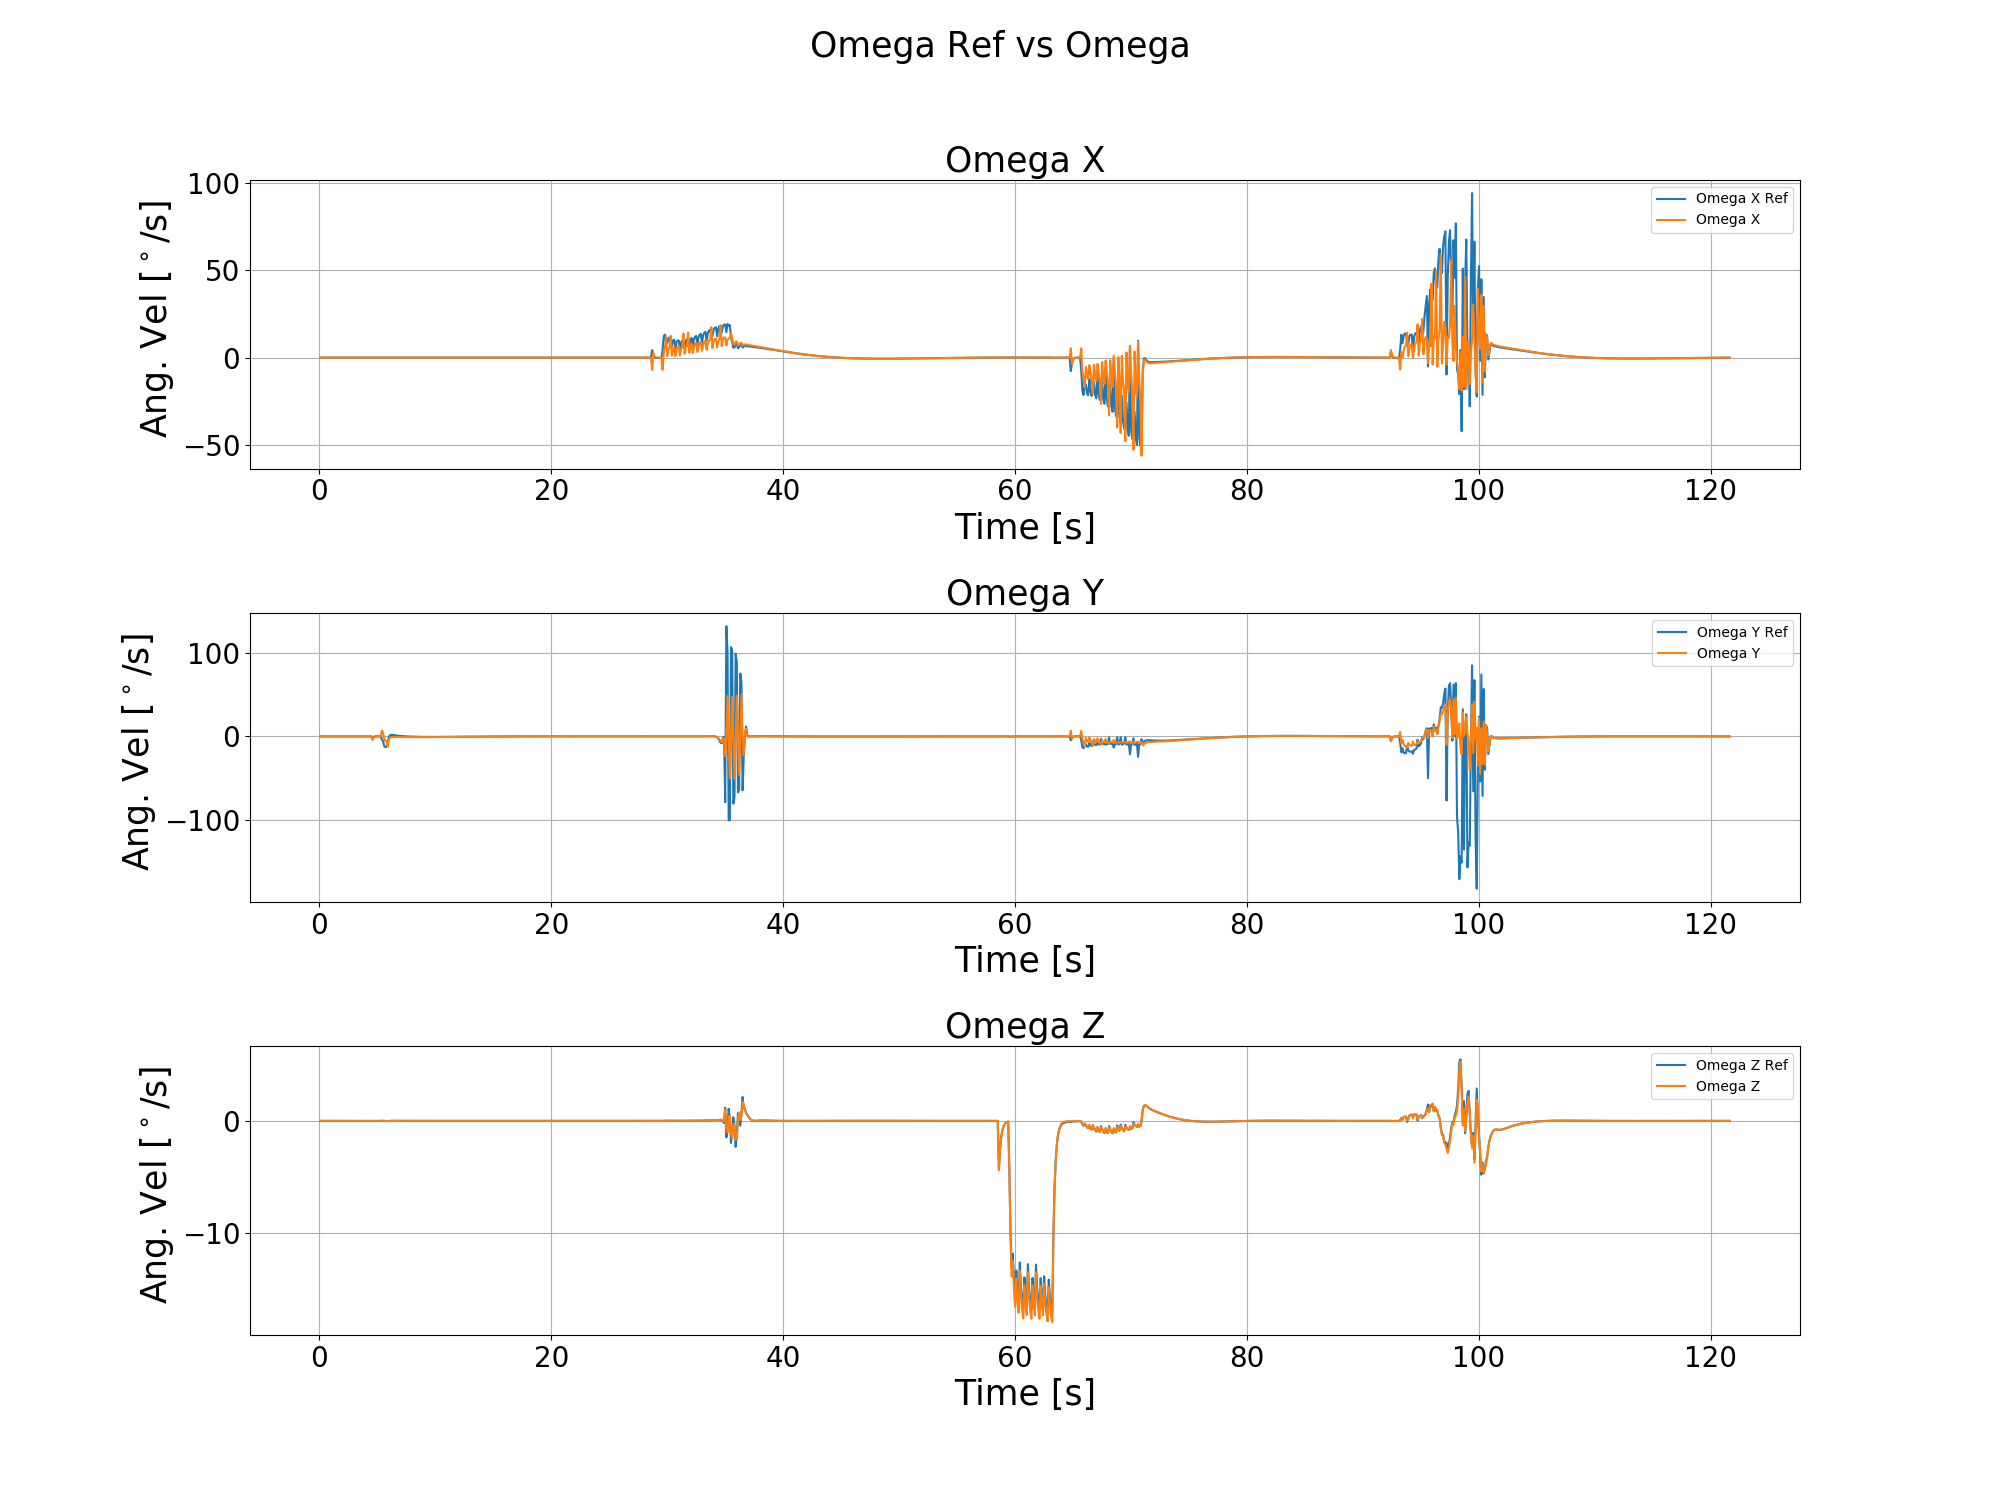 Omega Ref vs Omega
Omega X
Ang. Vel [°/s]
100
50
0
−50
Omega X Ref
Omega X
0 20 40 60 80 100 120
Time [s]
Omega Y
Ang. Vel [°/s]
100
0
−100
Omega Y Ref
Omega Y
0 20 40 60 80 100 120
Time [s]
Omega Z
Ang. Vel [°/s]
0
−10
Omega Z Ref
Omega Z
0 20 40 60 80 100 120
Time [s]